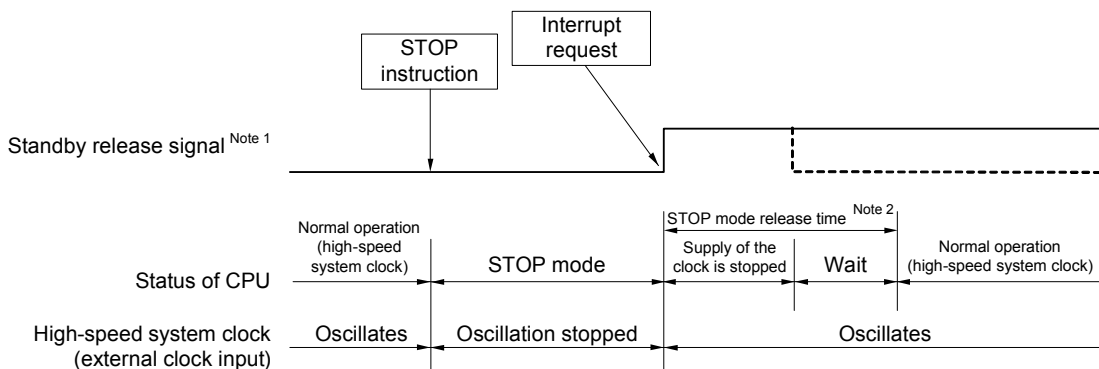 Interrupt
request
STOP
instruction
Standby release signal Note 1
STOP mode release time Note 2
Normal operation
(high-speed
system clock)
Supply of the
clock is stopped
Wait
Normal operation
(high-speed system clock)
Status of CPU
STOP mode
High-speed system clock
(external clock input)
Oscillates
Oscillation stopped
Oscillates